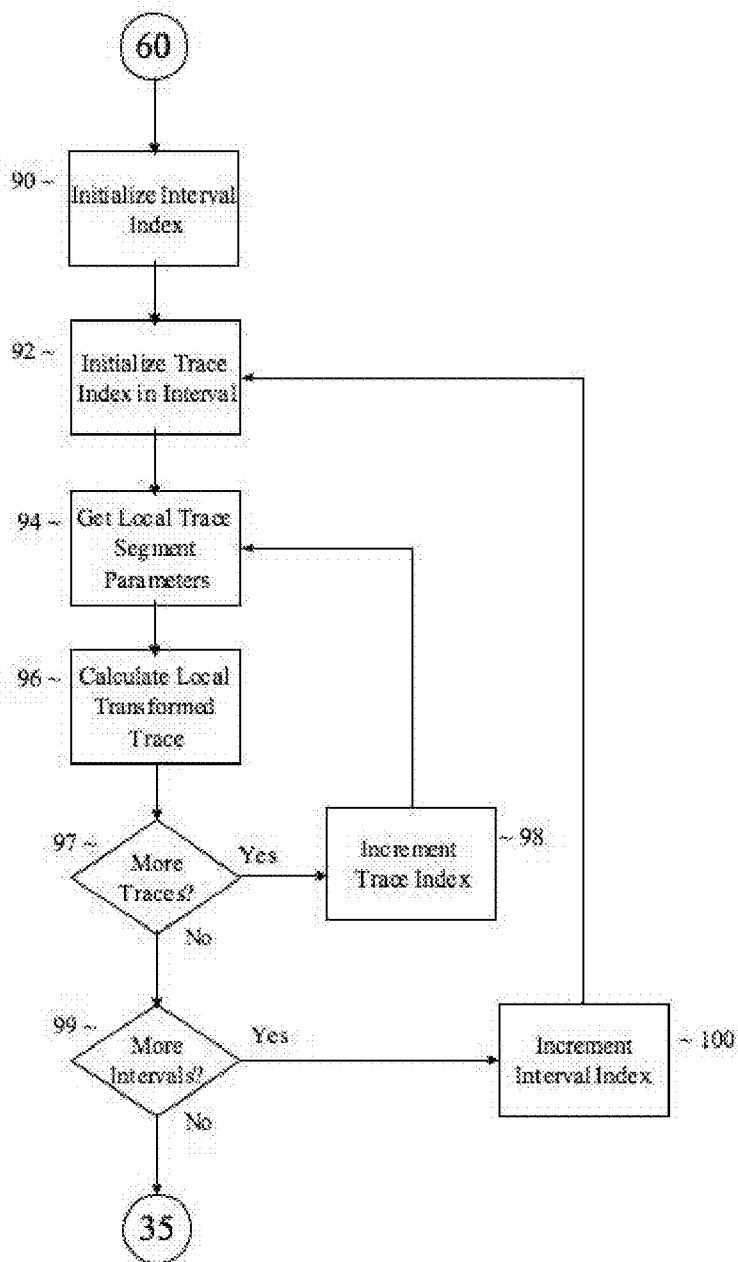 60
90 ~
Initialize Interval
Index
92 ~
Initialize Trace
Index in Interval
94 ~
Get Local Trace
Segment
Parameters
96 ~
Calculate Local
Transformed
Trace
97 ~
More
Traces?
Yes
No
Increment
Trace Index
~ 98
99 ~
More
Intervals?
Yes
No
Increment
Interval Index
~ 100
35